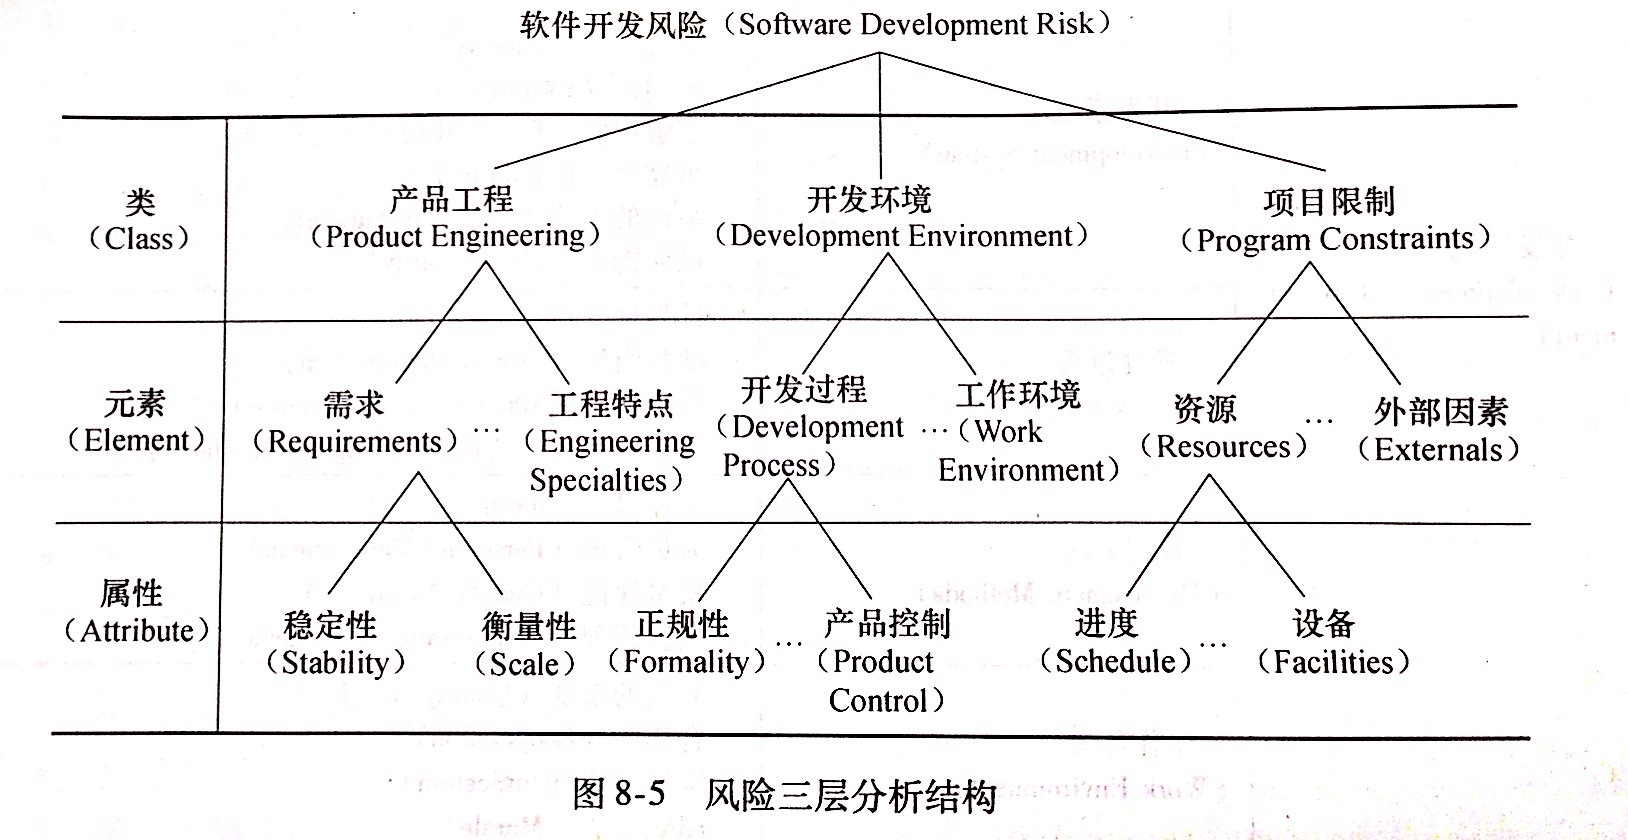 软件开发风险（Software Development Risk）
类
（Class）
产品工程
（Product Engineering）
开发环境
（Development Environment）
项目限制
（Program Constraints）
元素
（Element）
需求
（Requirements）
…
工程特点
（Engineering
Specialties）
开发过程
（Development
Process）
…
工作环境
（Work
Environment）
资源
（Resources）
…
外部因素
（Externals）
属性
（Attribute）
稳定性
（Stability）
衡量性
（Scale）
正规性
（Formality）
…
产品控制
（Product
Control）
进度
（Schedule）
…
设备
（Facilities）
图 8-5 风险三层分析结构